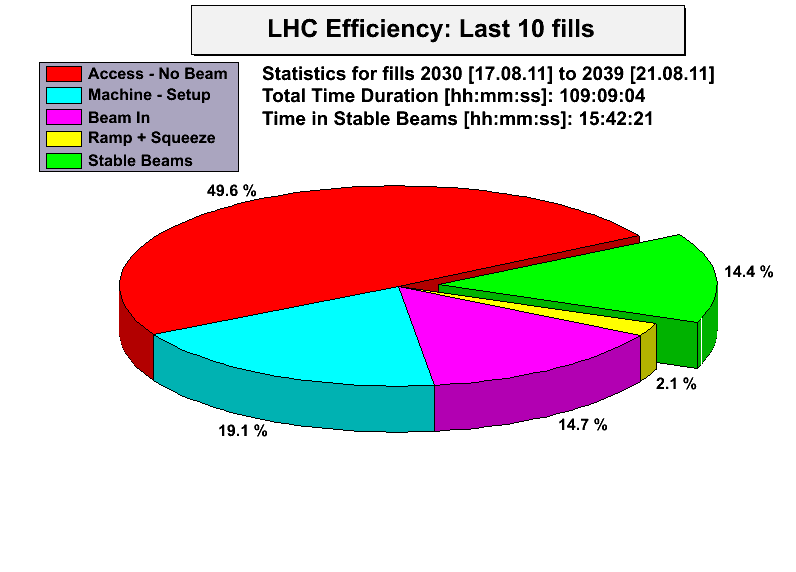 LHC Efficiency: Last 10 fills
Access - No Beam
Machine - Setup
Beam In
Ramp + Squeeze
Stable Beams
Statistics for fills 2030 [17.08.11] to 2039 [21.08.11]
Total Time Duration [hh:mm:ss]: 109:09:04
Time in Stable Beams [hh:mm:ss]: 15:42:21
49.6 %
14.4 %
2.1 %
14.7 %
19.1 %